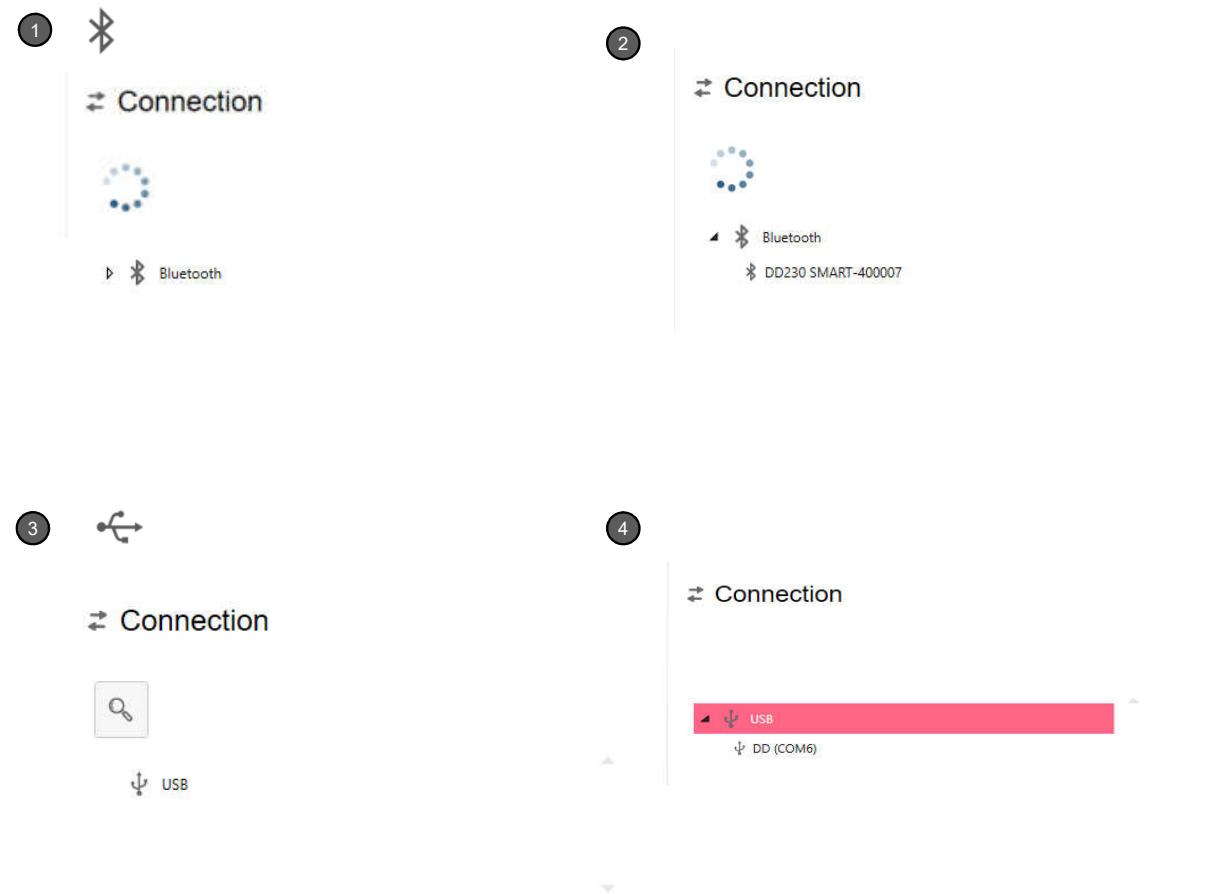 1
Connection
Bluetooth
2
Connection
Bluetooth
DD230 SMART-400007
3
Connection
USB
4
Connection
USB
DD (COM6)